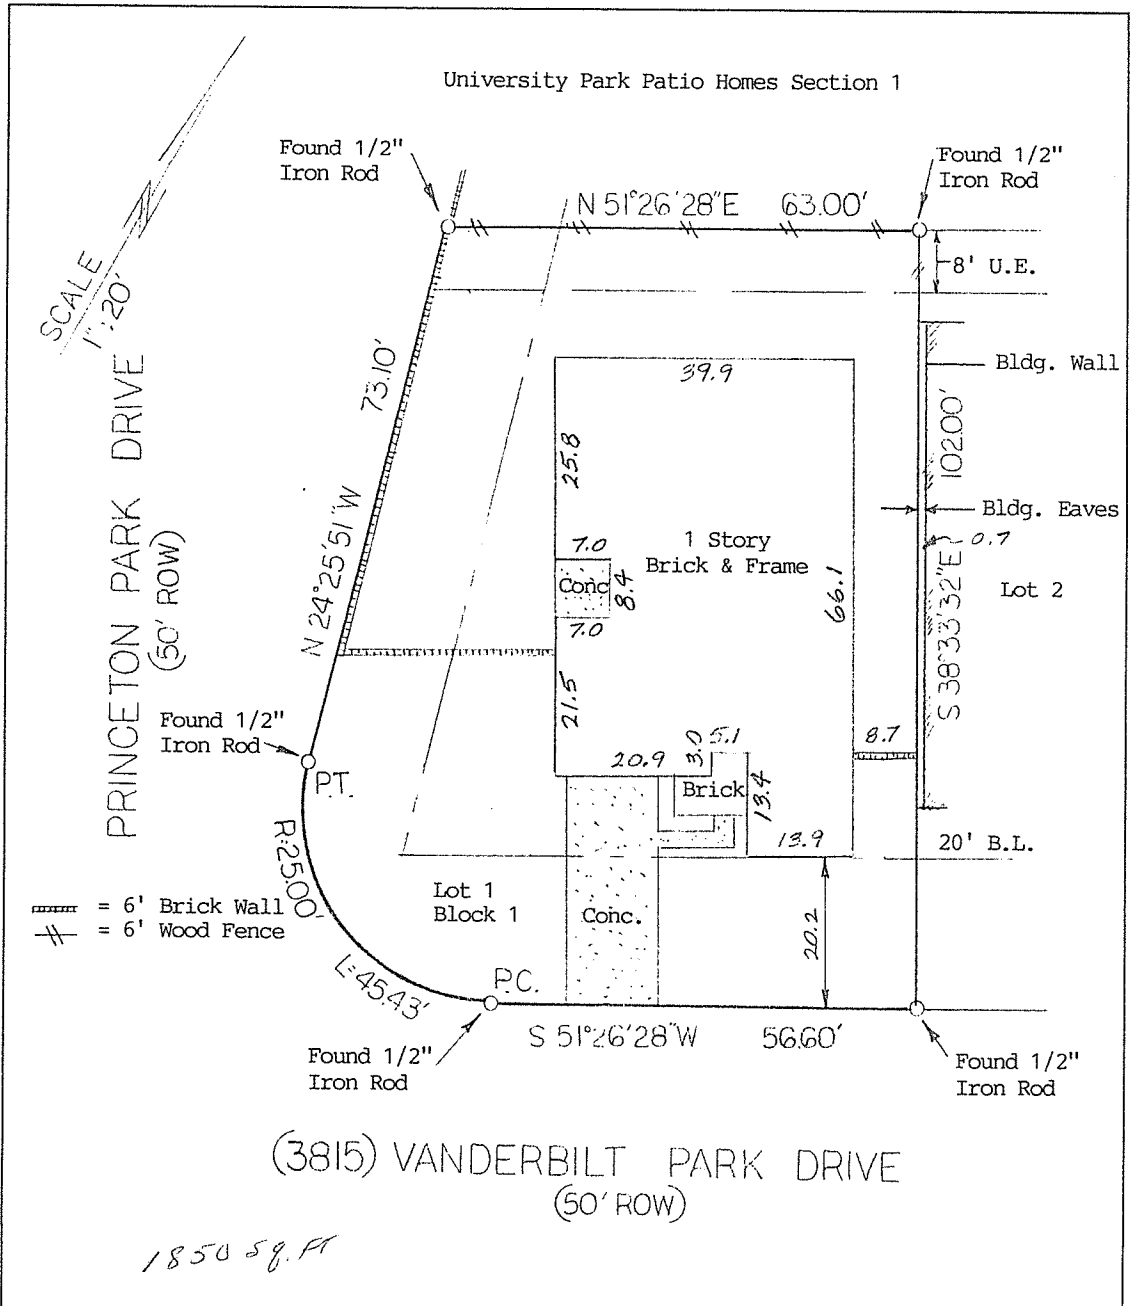 University Park Patio Homes Section 1
Found 1/2"
Iron Rod
Found 1/2"
Iron Rod
N 51°26'28"E 63.00'
8' U.E.
SCALE
1":20'
PRINCETON PARK DRIVE
(50' ROW)
N 24°25'51"W 73.10'
39.9
25.8
7.0
Conc
8.4
7.0
21.5
1 Story
Brick & Frame
66.1
Bldg. Wall
102.00'
Bldg. Eaves
0.7
S 38°33'32"E
Lot 2
Found 1/2"
Iron Rod
P.T.
20.9
3.0
5.1
8.7
Brick
13.4
13.9
20' B.L.
R:25.00'
Lot 1
Block 1
Conc.
20.2
= 6' Brick Wall
= 6' Wood Fence
L=45.43'
P.C.
S 51°26'28"W 56.60'
Found 1/2"
Iron Rod
Found 1/2"
Iron Rod
(3815) VANDERBILT PARK DRIVE
(50' ROW)
1850 Sq. Ft